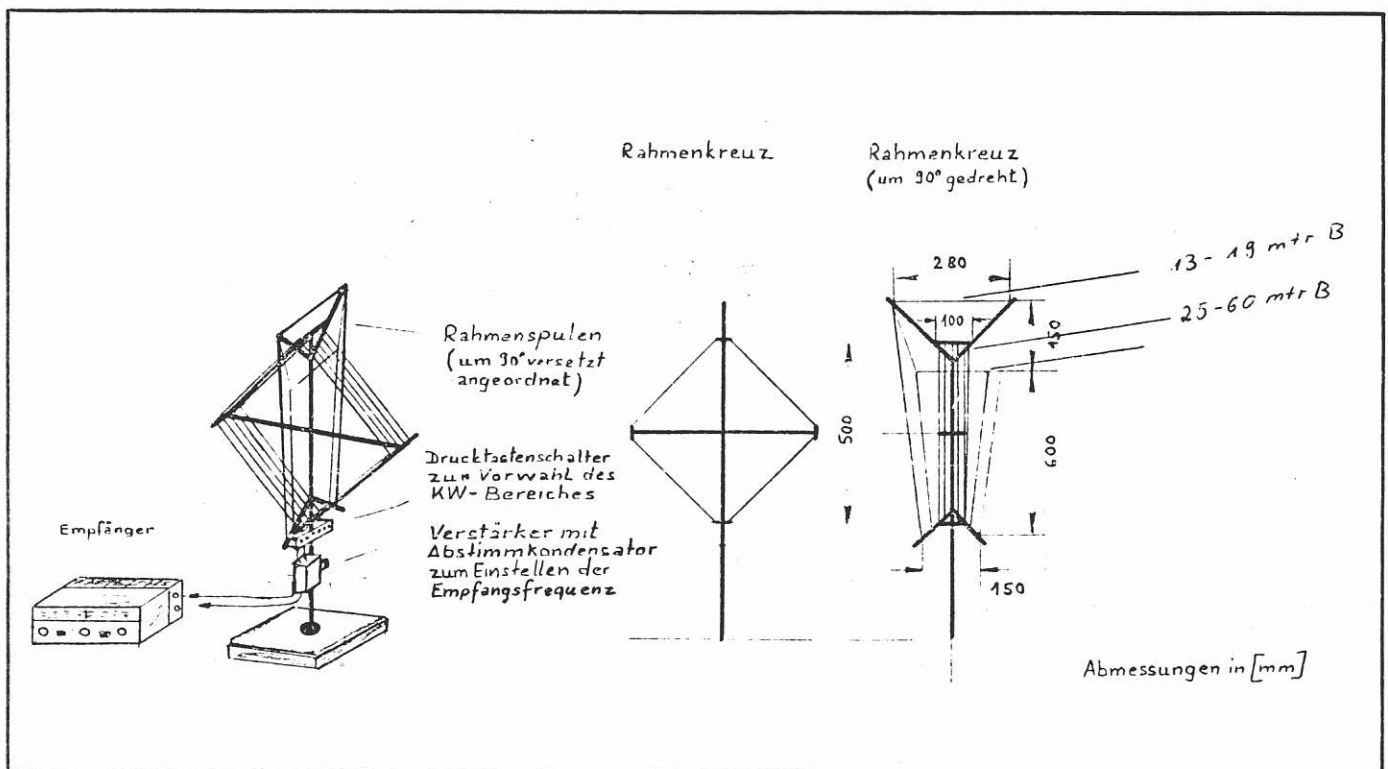 Rahmenkreuz
Rahmenkreuz
(um 90° gedreht)
13-19 mtr B
25-60 mtr B
280
100
150
500
600
150
Rahmenspulen
(um 90° versetzt
angeordnet)
Drucktastenschalter
zur Vorwahl des
KW-Bereiches
Verstärker mit
Abstimmkondensator
zum Einstellen der
Empfangsfrequenz
Empfänger
Abmessungen in [mm]